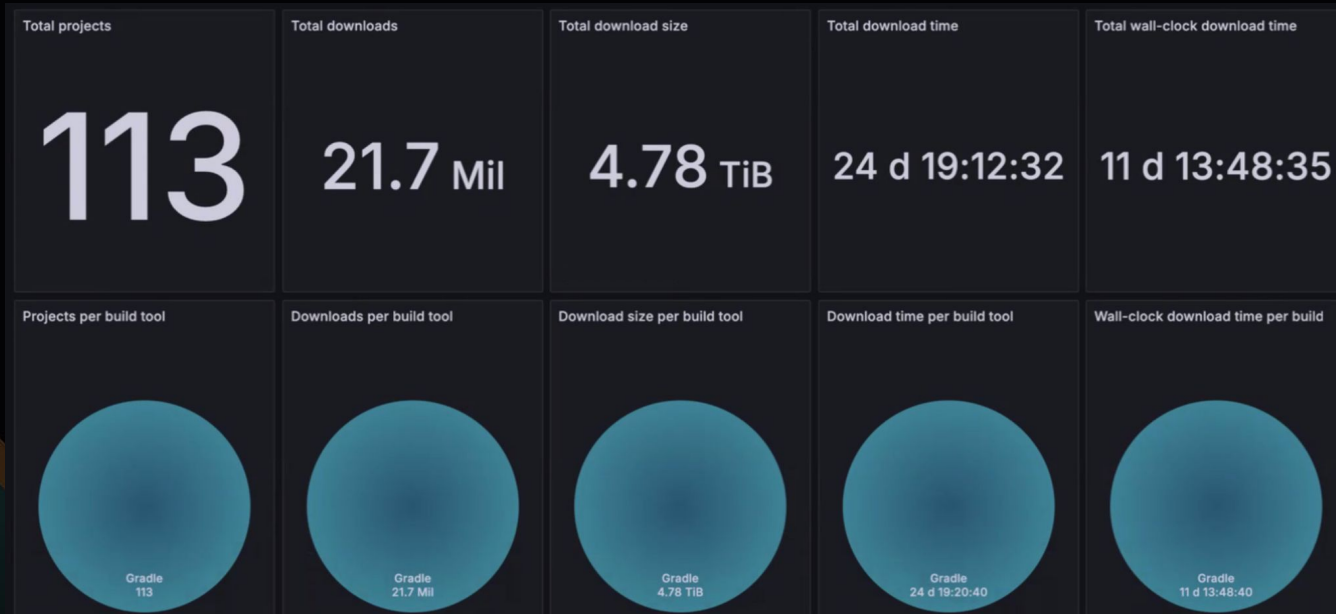 Total projects
113
Total downloads
21.7 Mil
Total download size
4.78 TiB
Total download time
24 d 19:12:32
Total wall-clock download time
11 d 13:48:35
Projects per build tool
Gradle
113
Downloads per build tool
Gradle
21.7 Mil
Download size per build tool
Gradle
4.78 TiB
Download time per build tool
Gradle
24 d 19:20:40
Wall-clock download time per build
Gradle
11 d 13:48:40